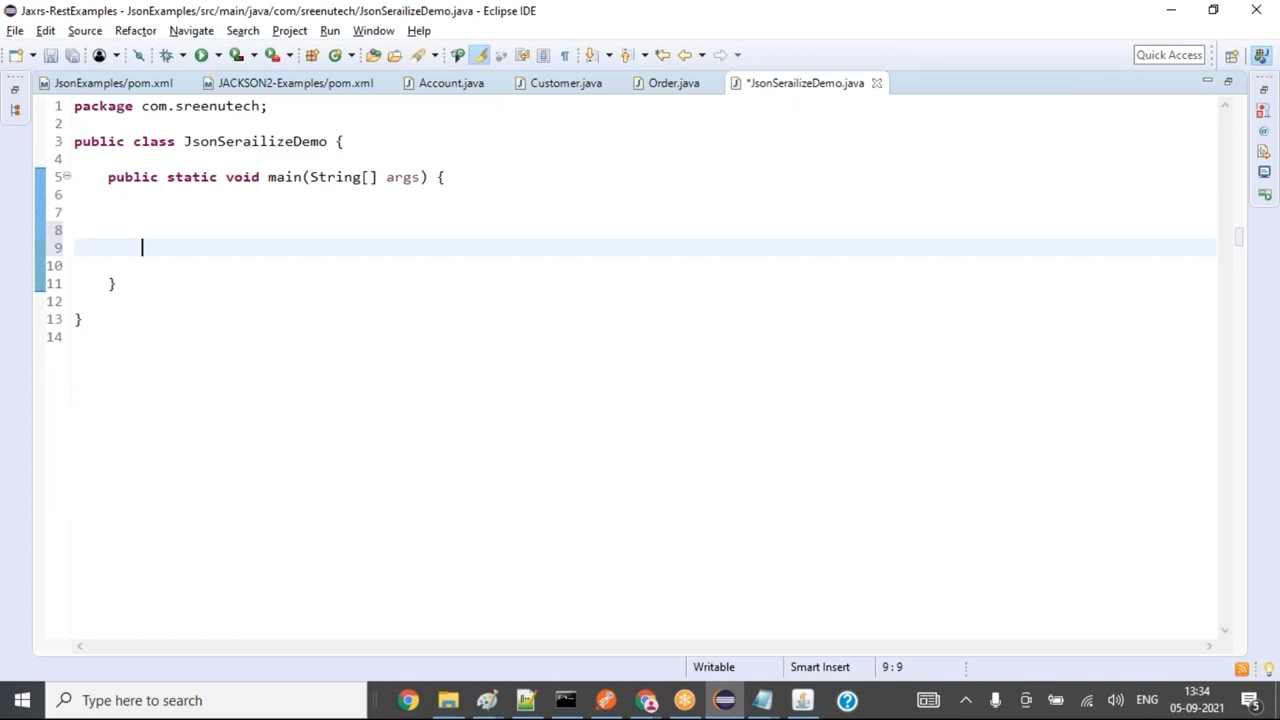 Jaxrs-RestExamples - JsonExamples/src/main/java/com/sreenutech/JsonSerailizeDemo.java - Eclipse IDE
File Edit Source Refactor Navigate Search Project Run Window Help
Quick Access
JsonExamples/pom.xml JACKSON2-Examples/pom.xml Account.java Customer.java Order.java *JsonSerailizeDemo.java
1 package com.sreenutech;
2
3 public class JsonSerailizeDemo {
4
5 public static void main(String[] args) {
6
7
8
9
10
11 }
12
13 }
14
Writable Smart Insert 9 : 9
Type here to search
ENG
13:34
05-09-2021
5